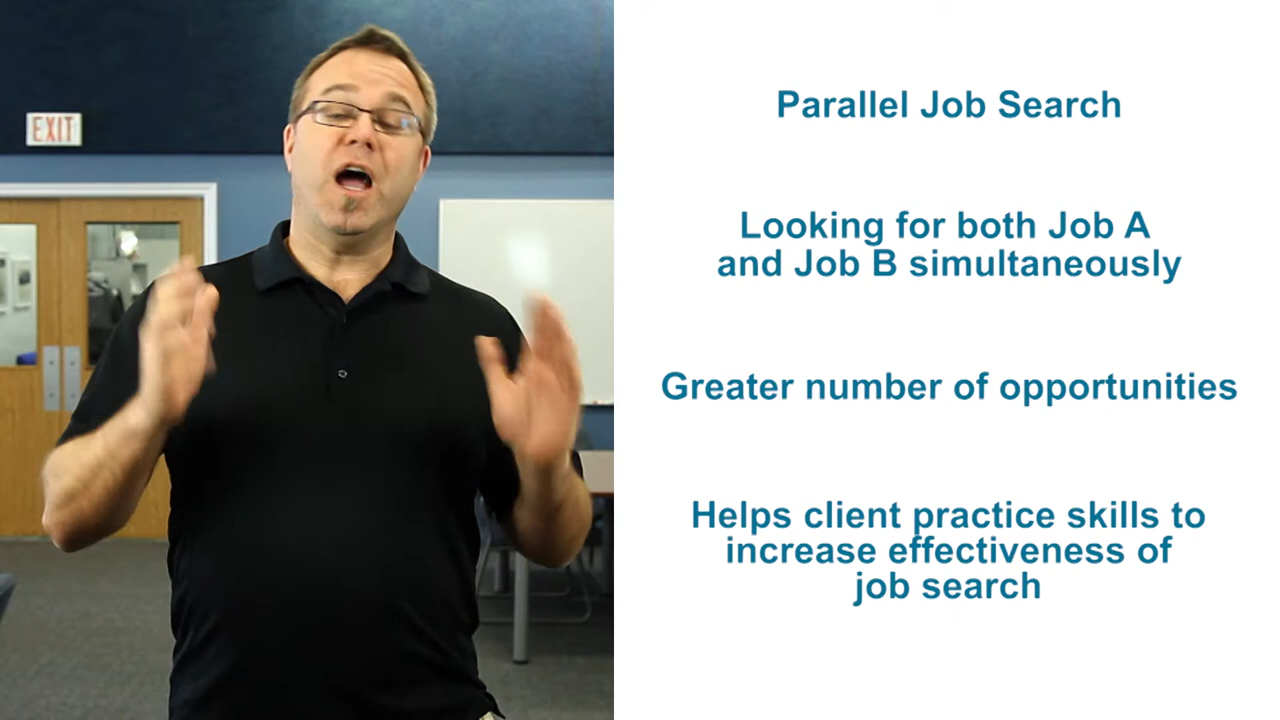 EXIT
Parallel Job Search
Looking for both Job A
and Job B simultaneously
Greater number of opportunities
Helps client practice skills to
increase effectiveness of
job search